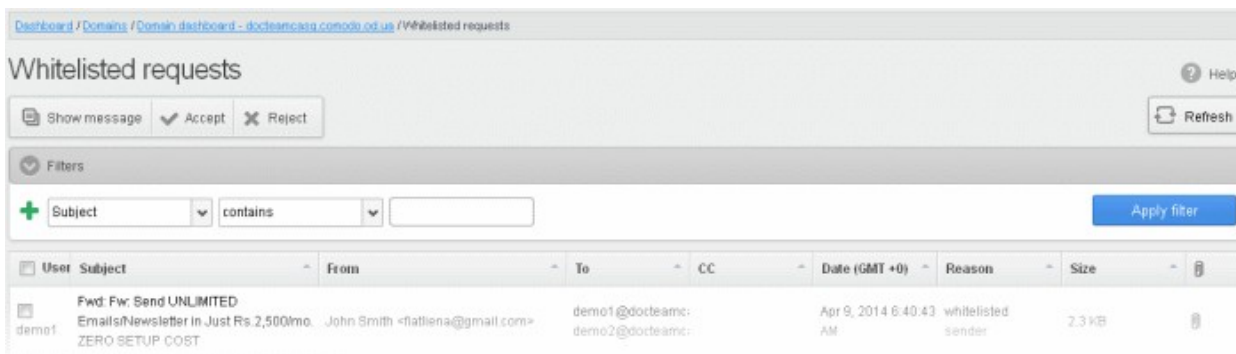 Dashboard / Domains / Domain dashboard - docteamcasg.comodo.od.ua / Whitelisted requests
Whitelisted requests
Help
Show message Accept Reject
Refresh
Filters
Subject contains
Apply filter
User Subject From To CC Date (GMT +0) Reason Size
Fwd: Fw: Send UNLIMITED
Emails/Newsletter in Just Rs.2,500/mo.
ZERO SETUP COST
demo1
John Smith <flatliena@gmail.com>
demo1@docteamc
demo2@docteamc
Apr 9, 2014 6:40:43
AM
whitelisted
sender
2.3 KB